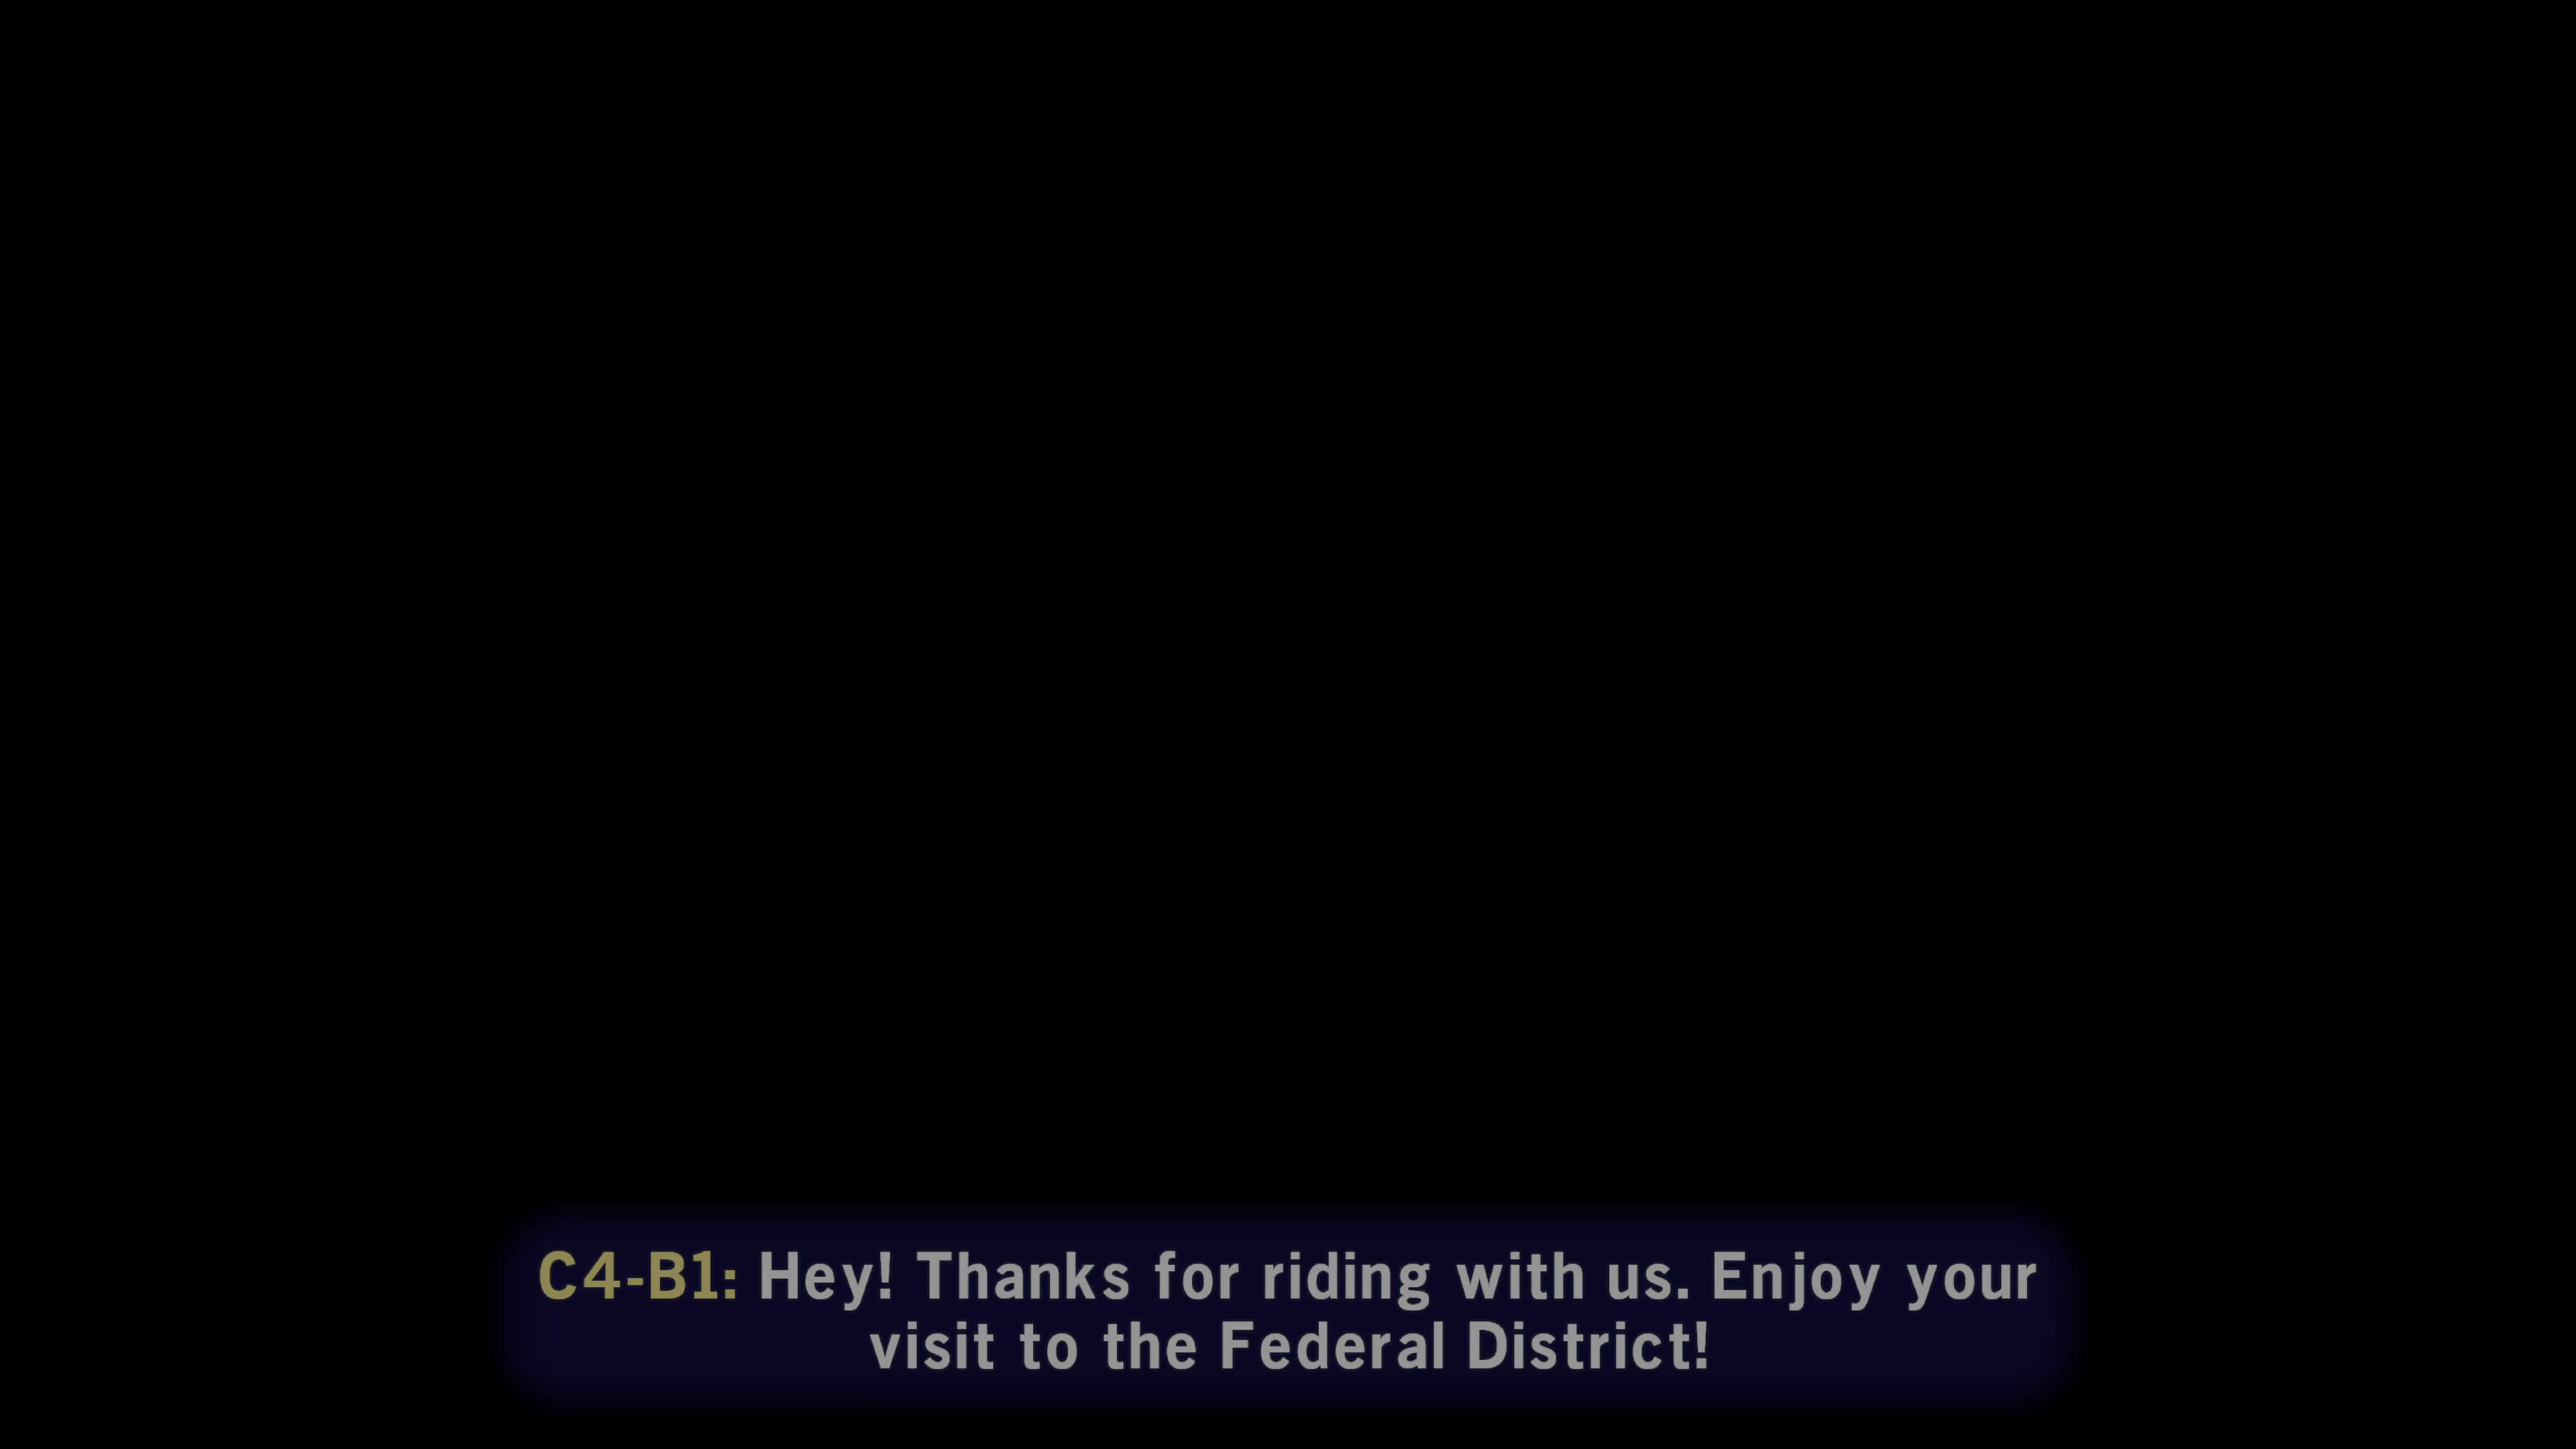 C4-B1: Hey! Thanks for riding with us. Enjoy your
visit to the Federal District!